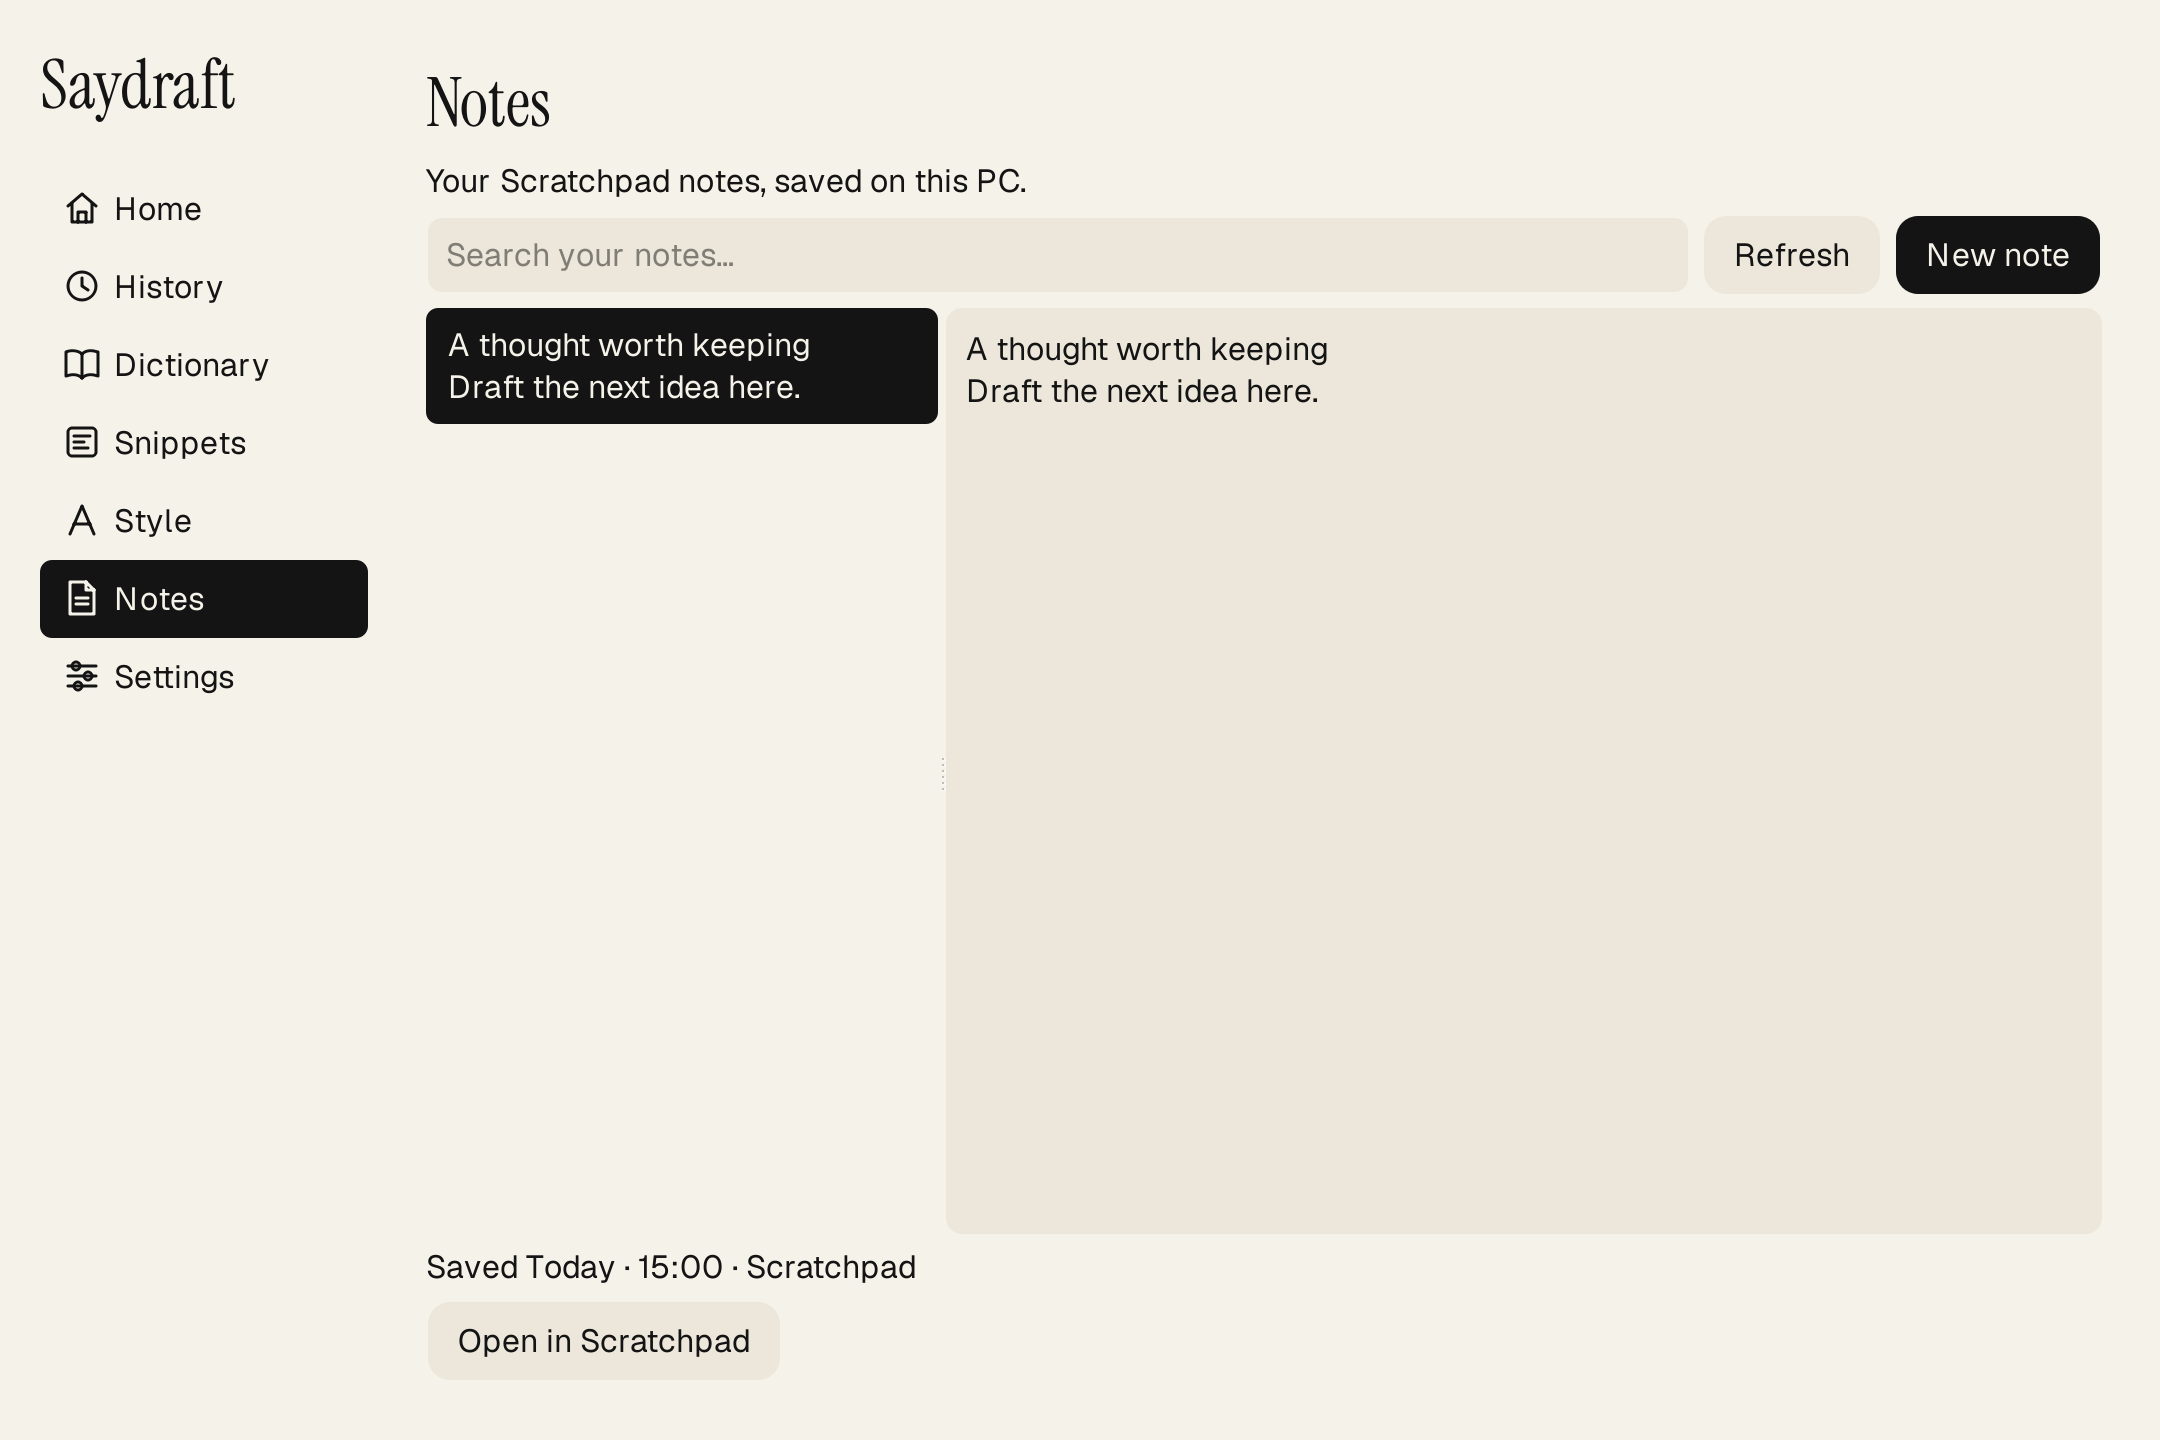 Saydraft
Home
History
Dictionary
Snippets
Style
Notes
Settings
Notes
Your Scratchpad notes, saved on this PC.
Search your notes…
Refresh
New note
A thought worth keeping
Draft the next idea here.
A thought worth keeping
Draft the next idea here.
Saved Today · 15:00 · Scratchpad
Open in Scratchpad